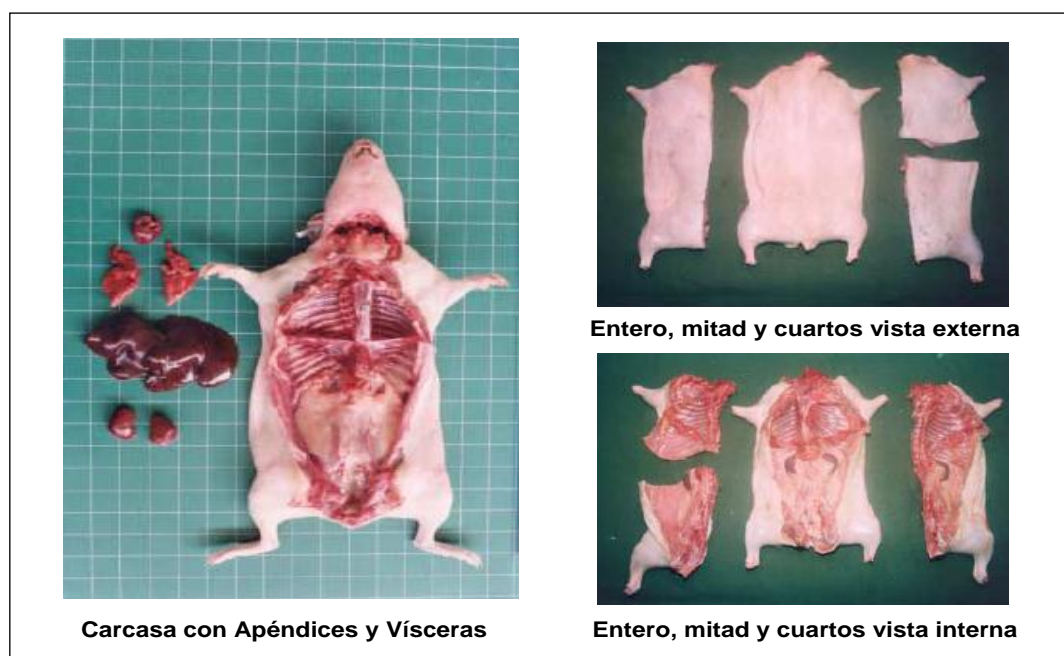 Entero, mitad y cuartos vista externa
Carcasa con Apéndices y Vísceras
Entero, mitad y cuartos vista interna